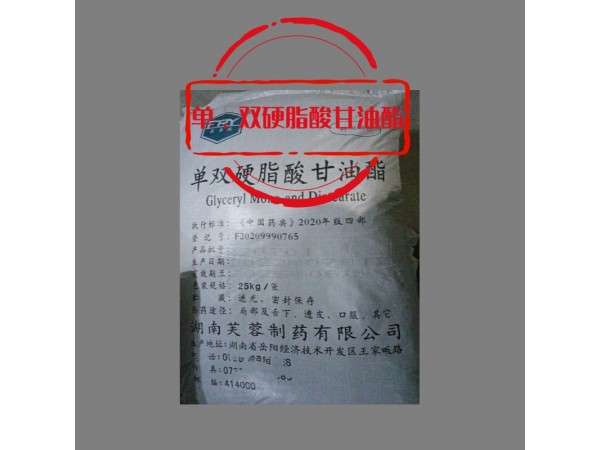 单、双硬脂酸甘油酯
FRY
单双硬脂酸甘油酯
Glyceryl Mono and Distearate
执行标准:《中国药典》2020年版四部
登 记 号: F20209990765
产品批号:
生产日期:
有效期至:
包装规格: 25kg/袋
贮 藏: 遮光、密封保存
给药途径: 局部及舌下、透皮、口服、其它
湖南芙蓉制药有限公司
生产地址:湖南省岳阳经济技术开发区王家畈路
话:
真:
编: 414000